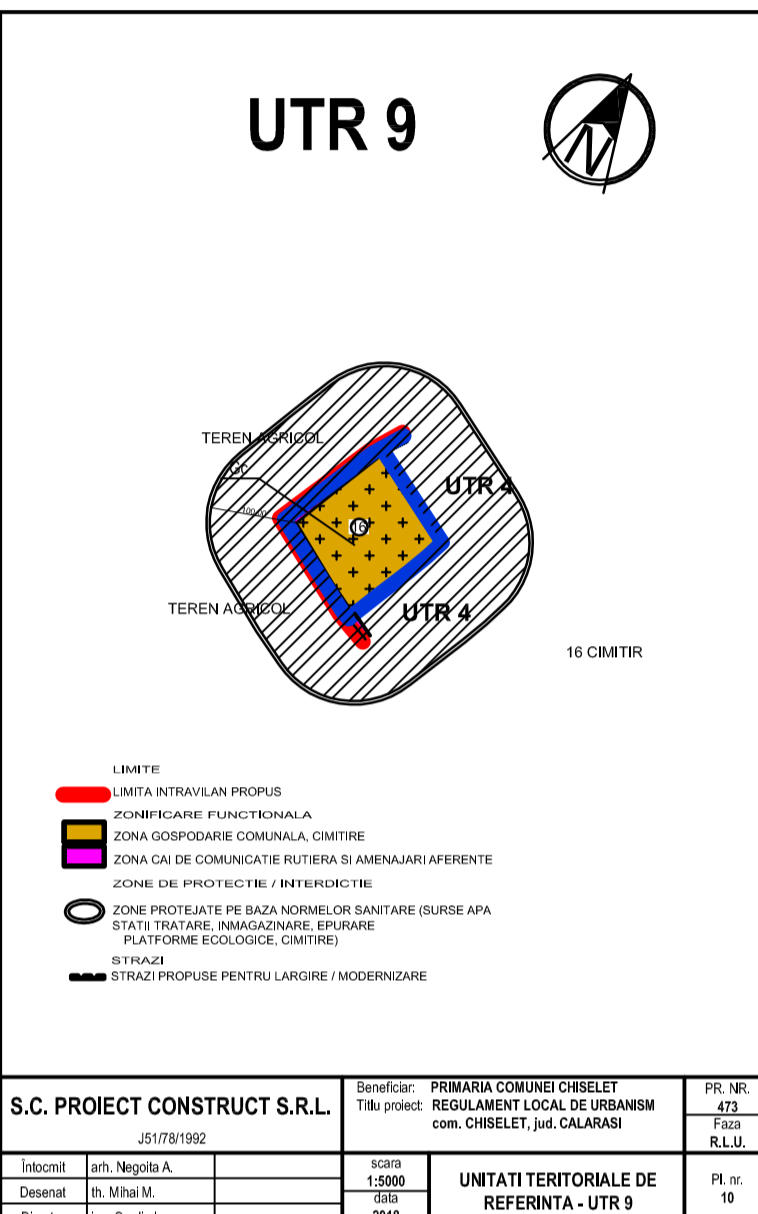 UTR 9
N
TEREN AGRICOL
Gc
UTR 4
100.00
16
TEREN AGRICOL
UTR 4
16 CIMITIR
LIMITE
LIMITA INTRAVILAN PROPUS
ZONIFICARE FUNCTIONALA
ZONA GOSPODARIE COMUNALA, CIMITIRE
ZONA CAI DE COMUNICATIE RUTIERA SI AMENAJARI AFERENTE
ZONE DE PROTECTIE / INTERDICTIE
ZONE PROTEJATE PE BAZA NORMELOR SANITARE (SURSE APA
STATII TRATARE, INMAGAZINARE, EPURARE
PLATFORME ECOLOGICE, CIMITIRE)
STRAZI
STRAZI PROPUSE PENTRU LARGIRE / MODERNIZARE
S.C. PROIECT CONSTRUCT S.R.L.
J51/78/1992
Beneficiar: PRIMARIA COMUNEI CHISELET
Titlu proiect: REGULAMENT LOCAL DE URBANISM
com. CHISELET, jud. CALARASI
PR. NR.
473
Faza
R.L.U.
Întocmit arh. Negoita A.
Desenat th. Mihai M.
scara
1:5000
data
UNITATI TERITORIALE DE
REFERINTA - UTR 9
Pl. nr.
10